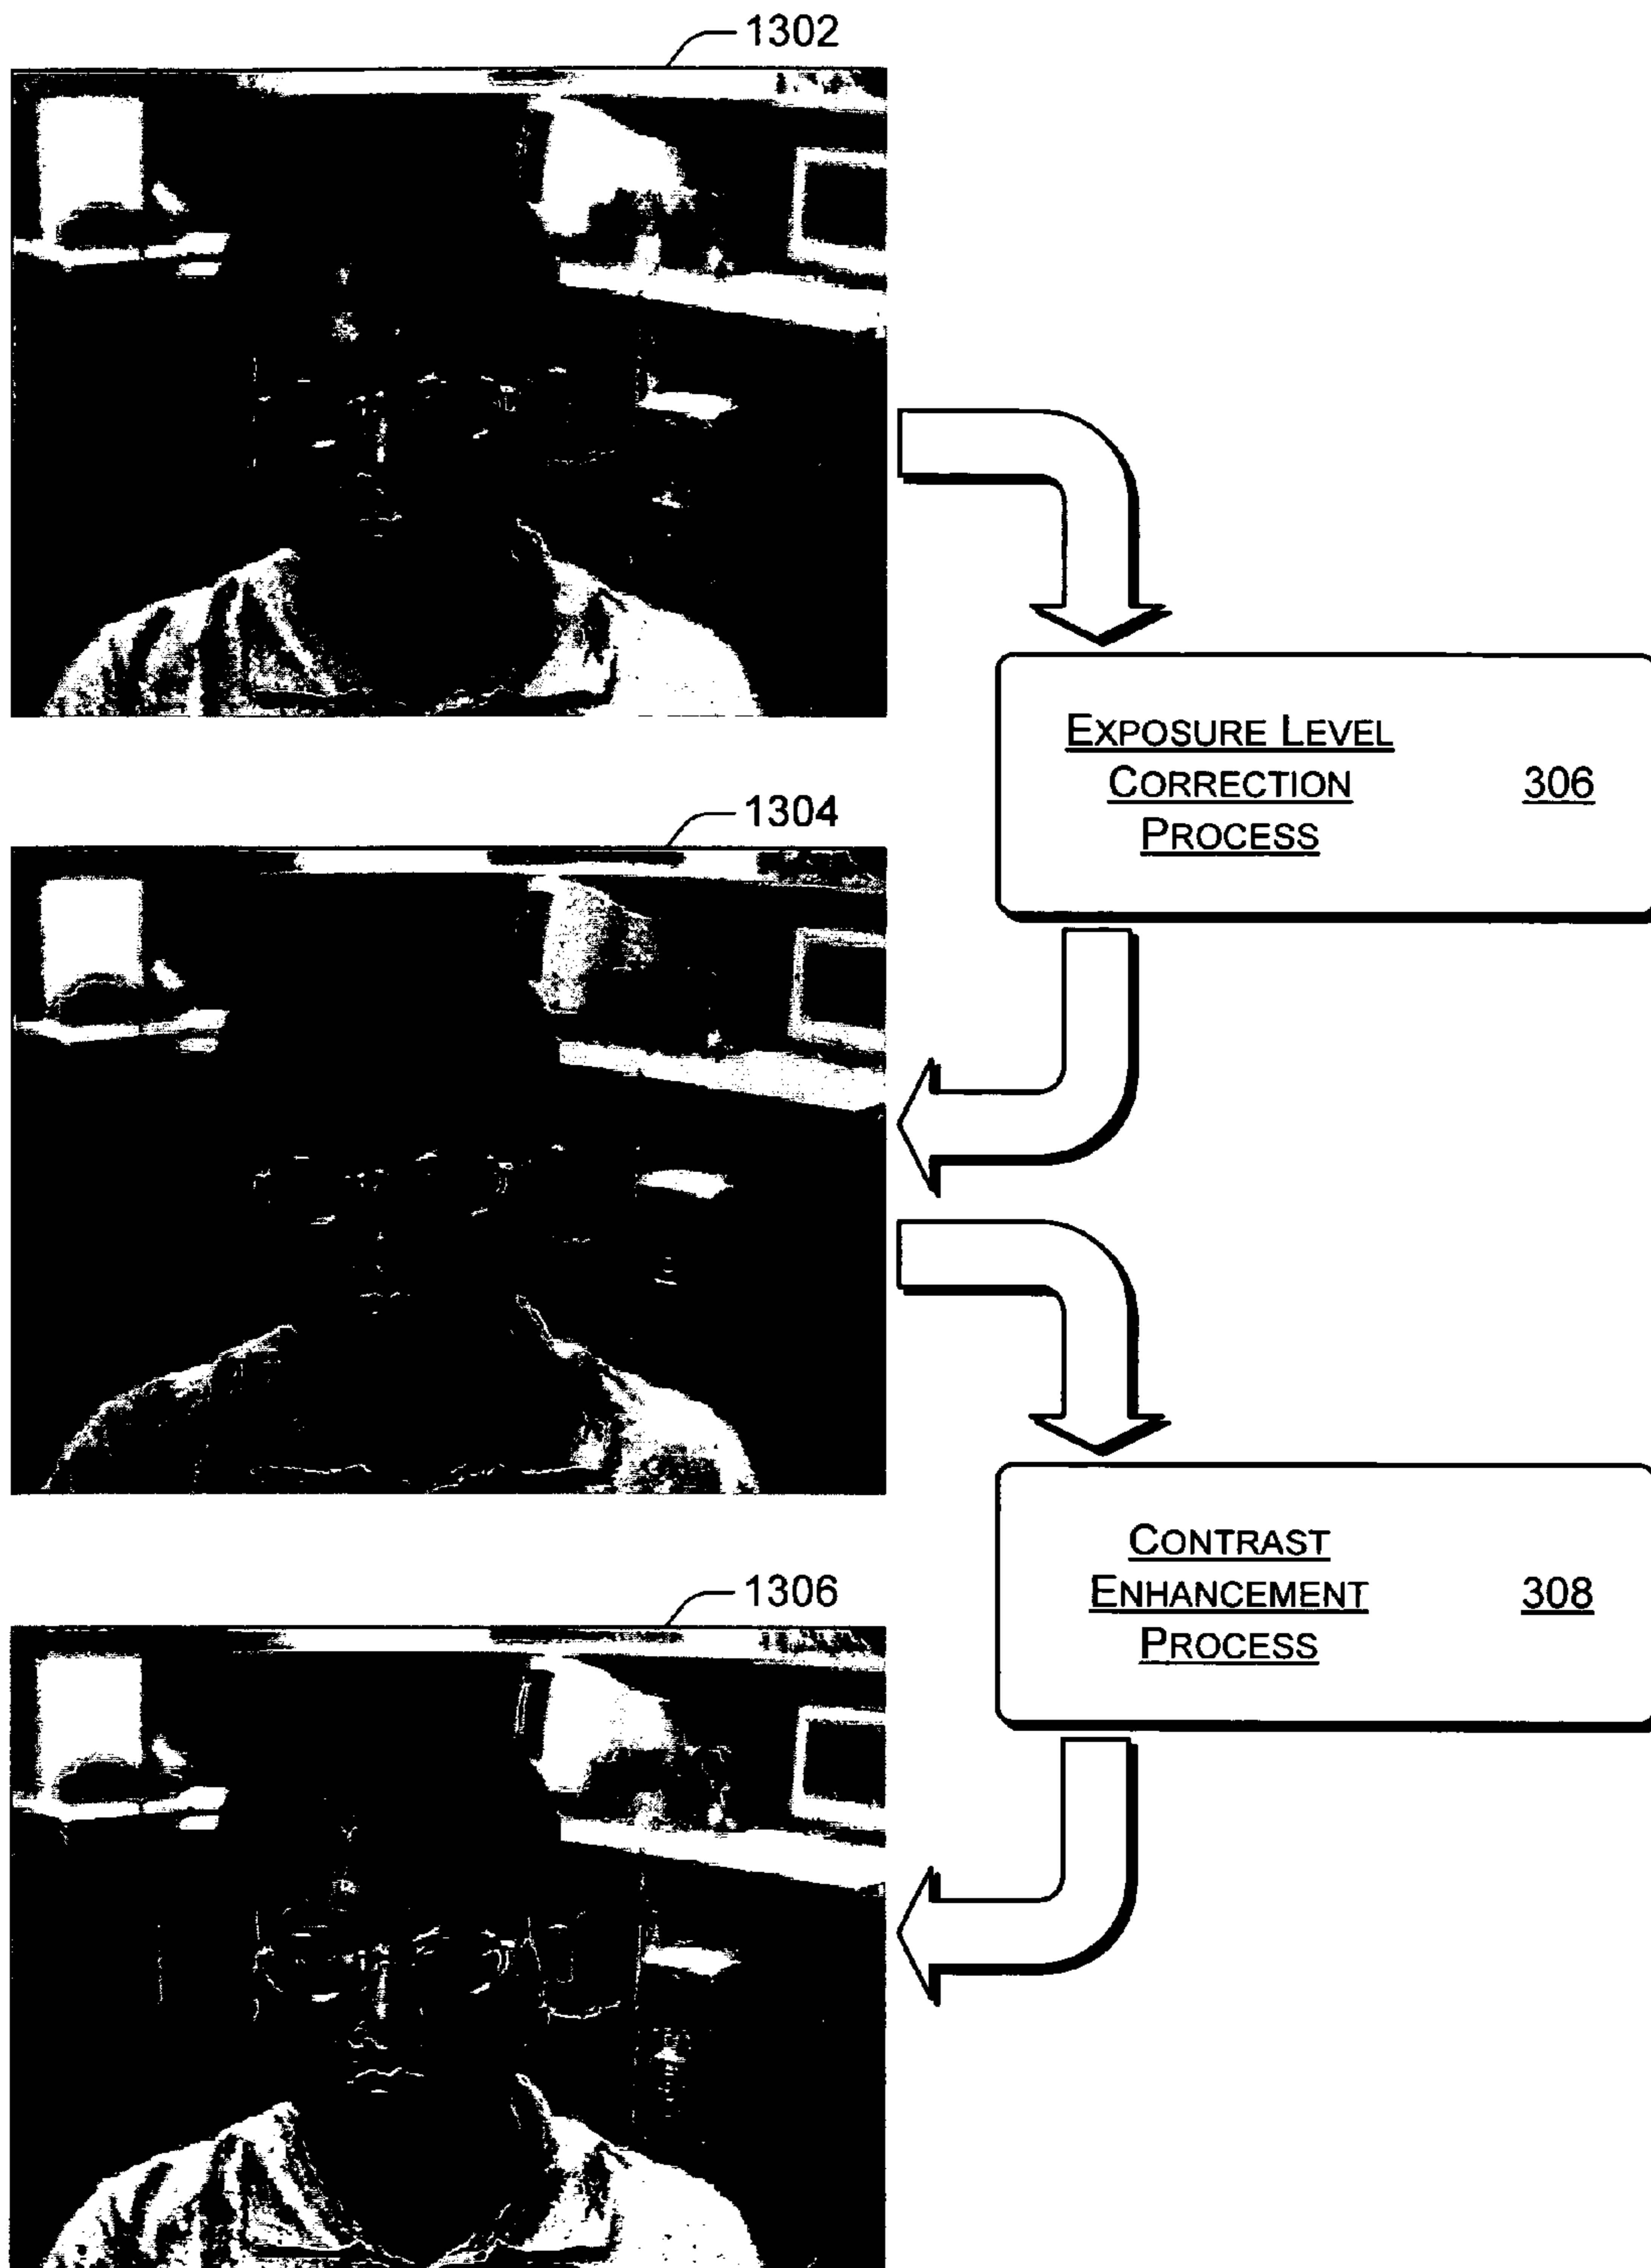 1302
EXPOSURE LEVEL
CORRECTION
PROCESS
306
1304
CONTRAST
ENHANCEMENT
PROCESS
308
1306